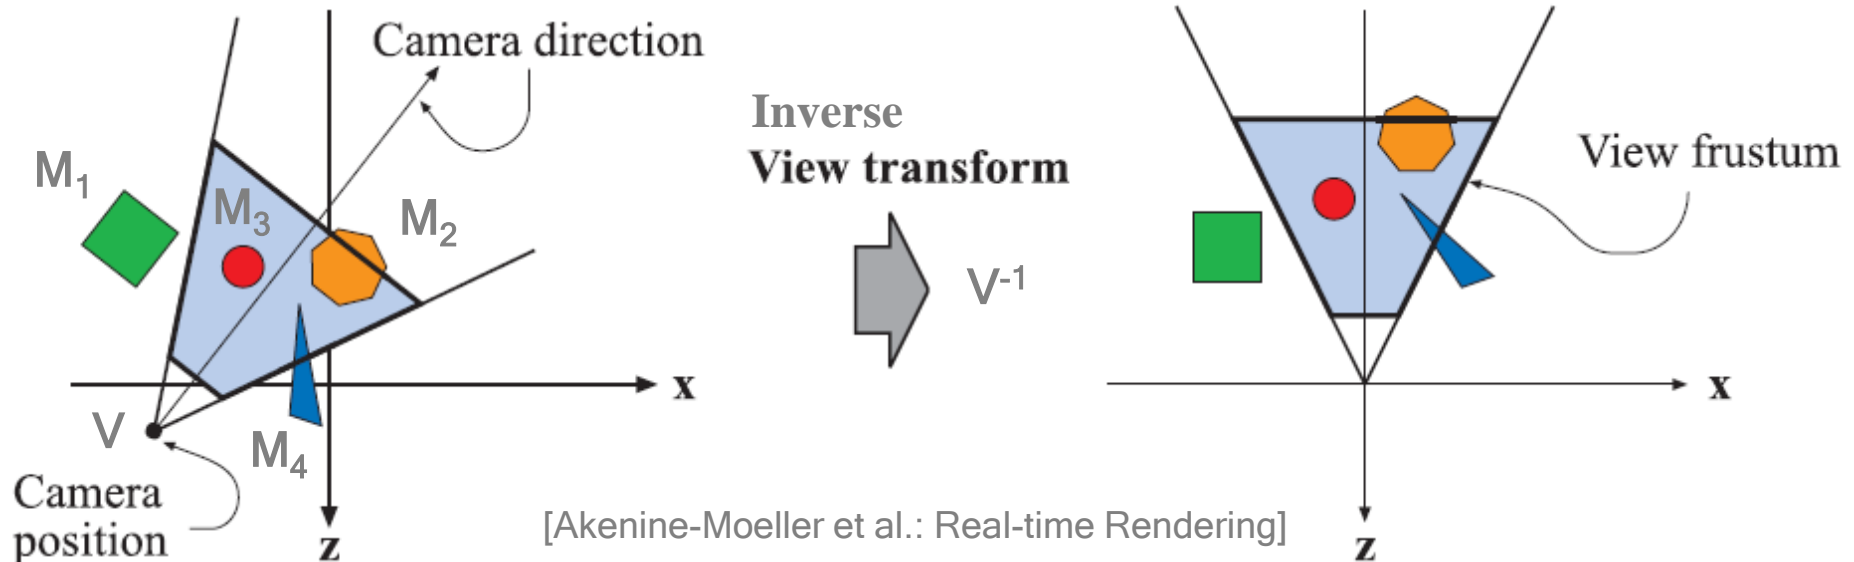 Camera direction
M1
M3
M2
x
V
M4
Camera
position
z
Inverse
View transform
V-1
View frustum
x
z
[Akenine-Moeller et al.: Real-time Rendering]